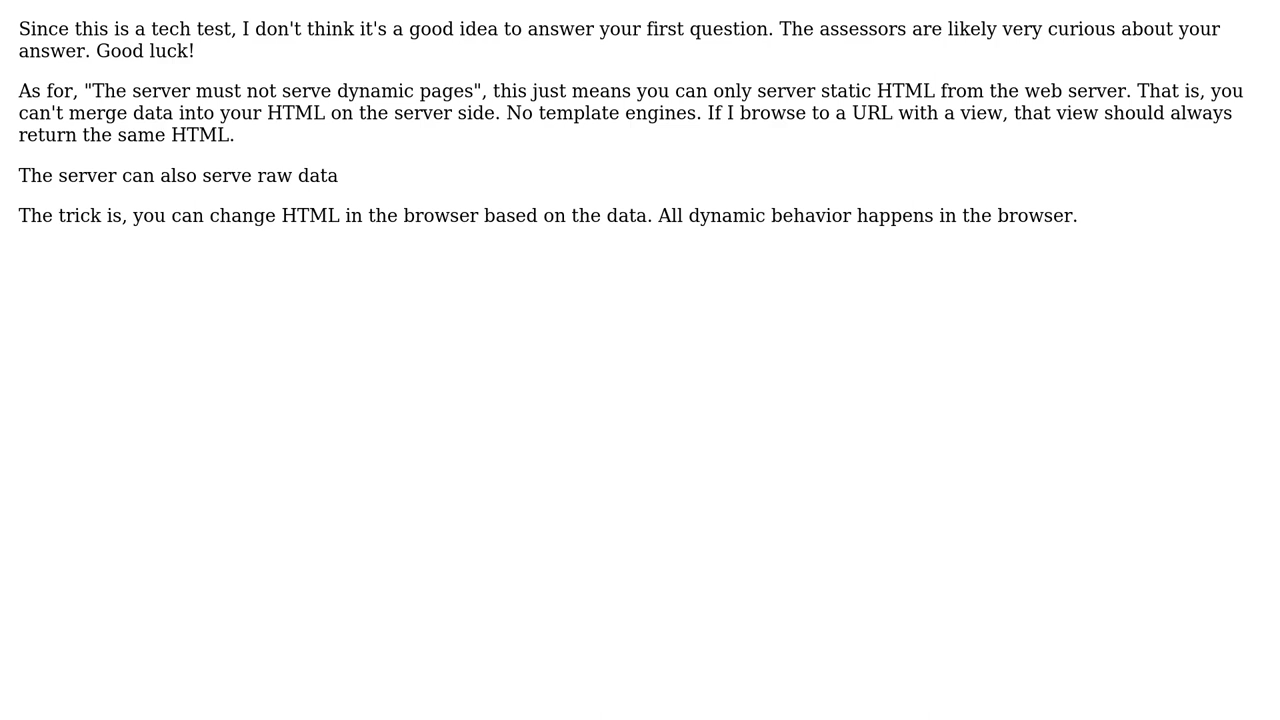 Since this is a tech test, I don't think it's a good idea to answer your first question. The assessors are likely very curious about your
answer. Good luck!
As for, "The server must not serve dynamic pages", this just means you can only server static HTML from the web server. That is, you
can't merge data into your HTML on the server side. No template engines. If I browse to a URL with a view, that view should always
return the same HTML.
The server can also serve raw data
The trick is, you can change HTML in the browser based on the data. All dynamic behavior happens in the browser.